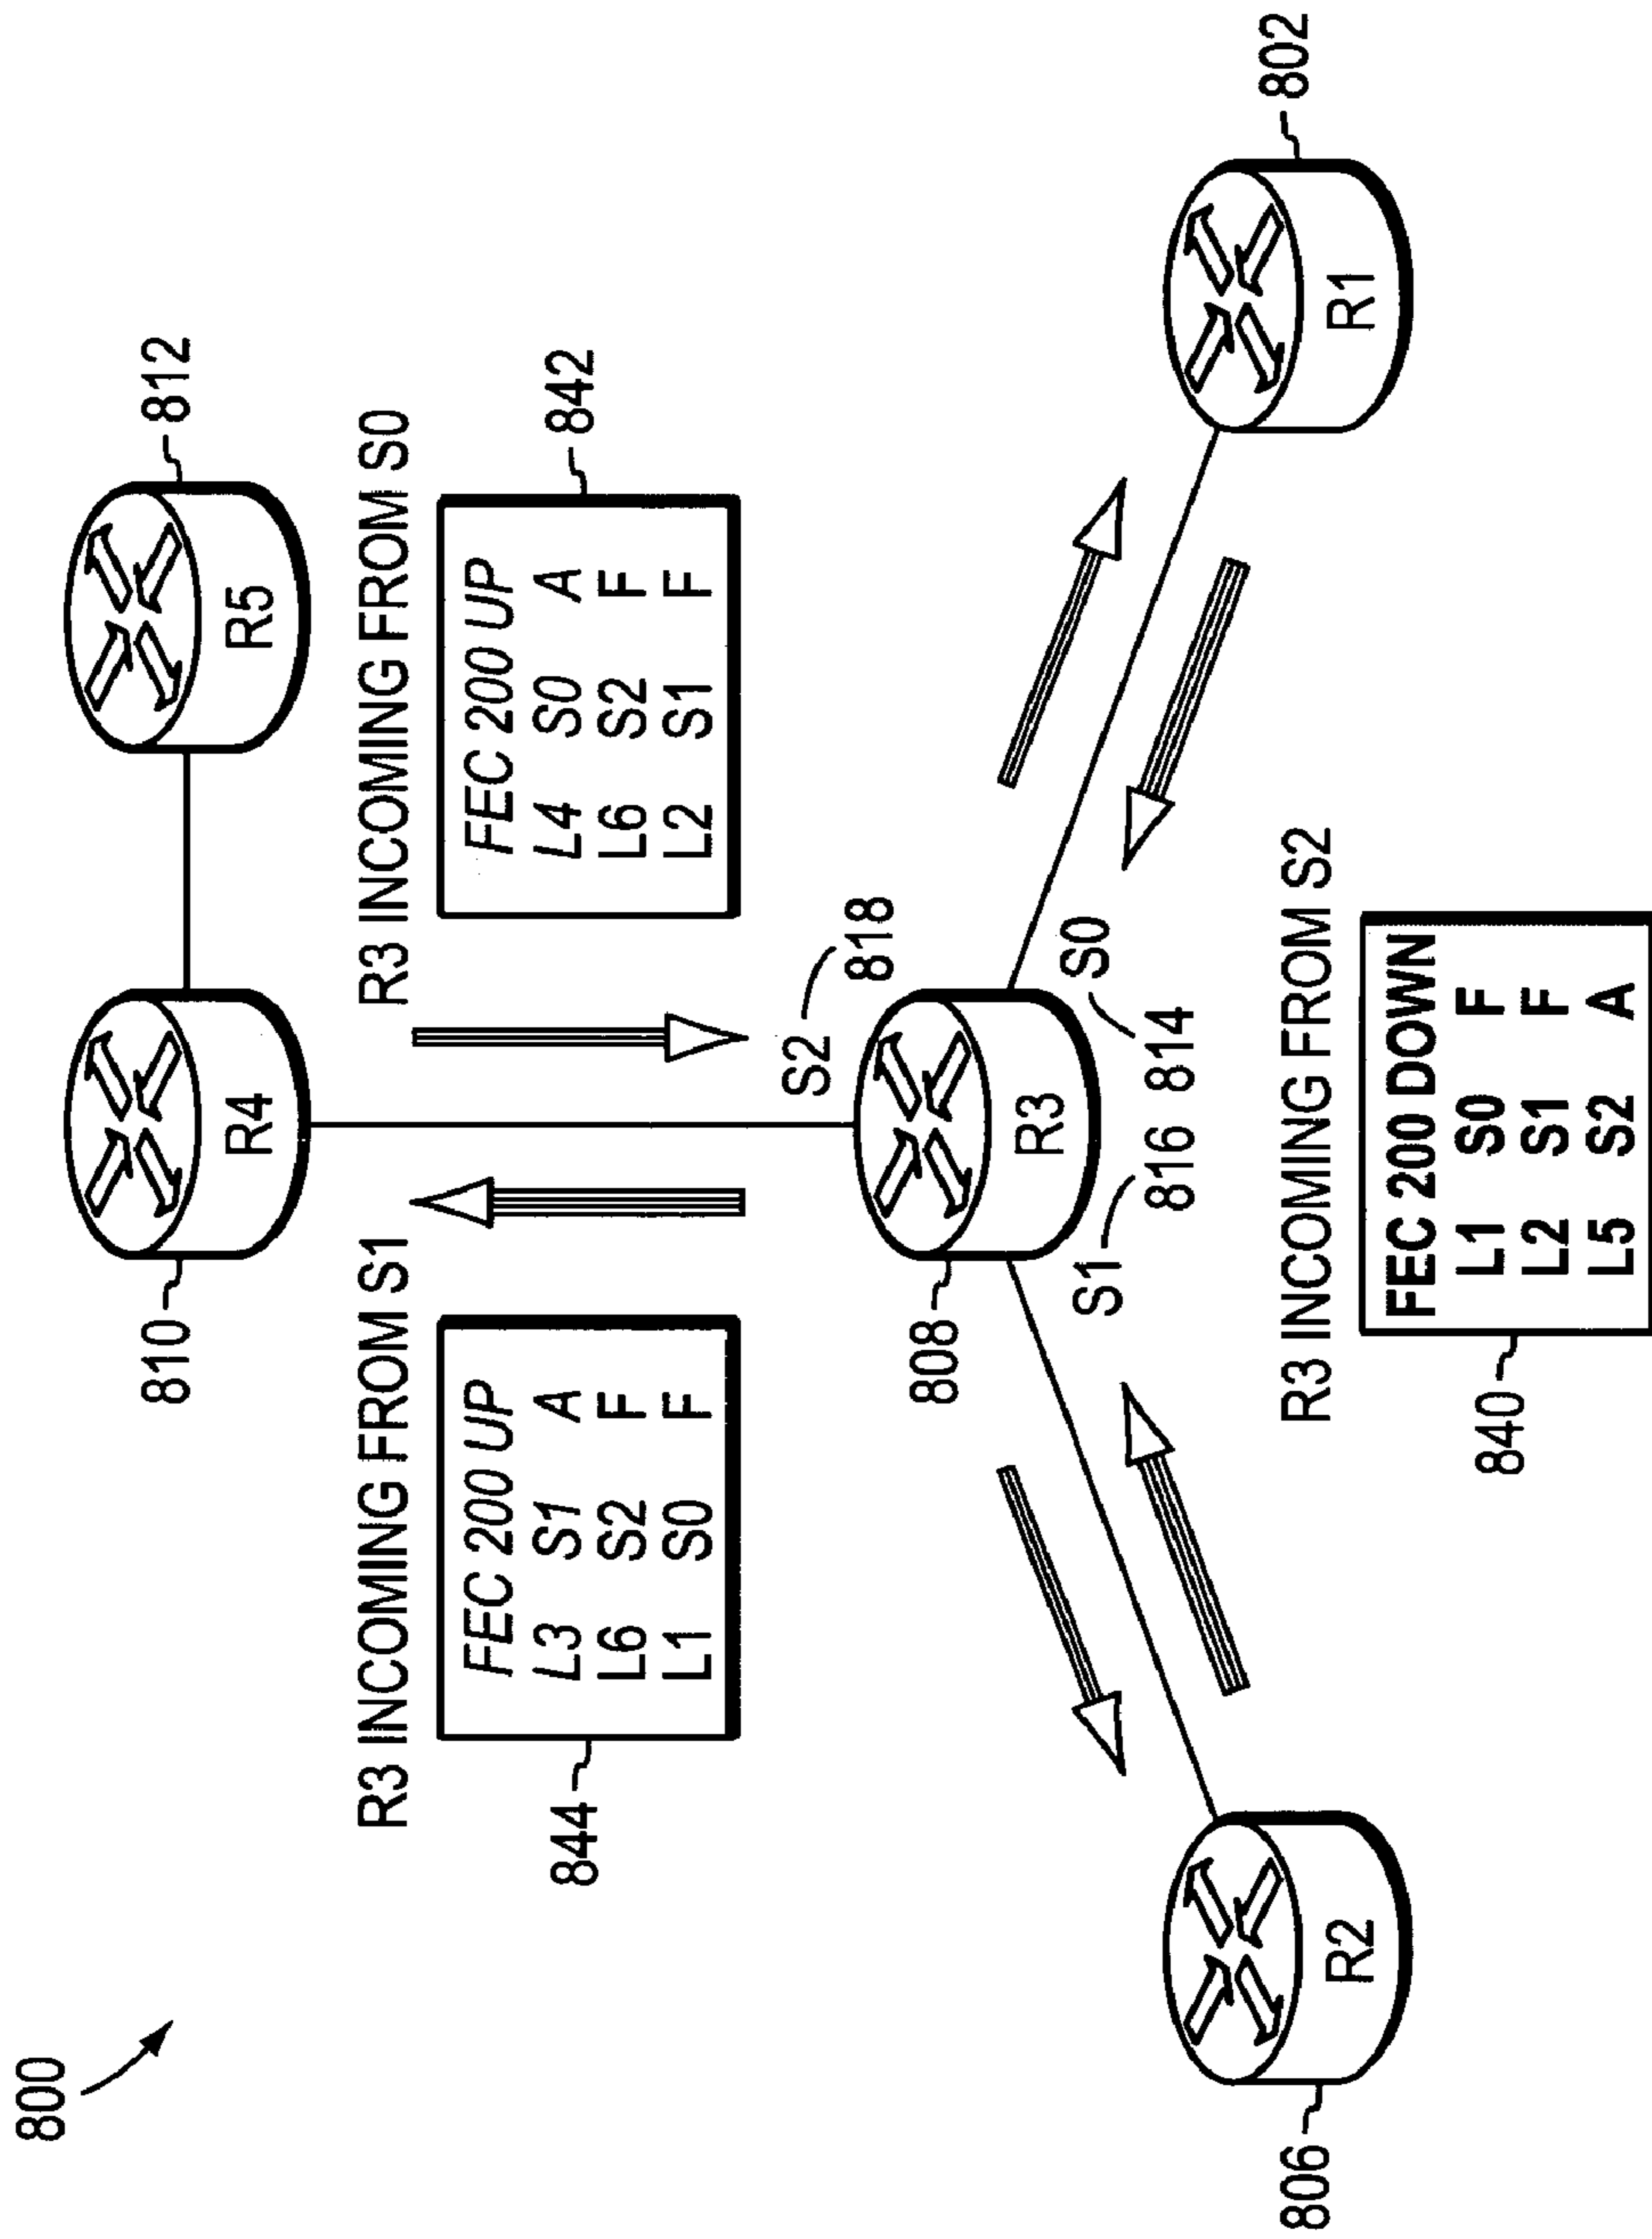 800
810
R4
R5
812
R3 INCOMING FROM S1
R3 INCOMING FROM S0
844
FEC 200 UP
L3 S1 A
L6 S2 F
L1 S0 F
842
FEC 200 UP
L4 S0 A
L6 S2 F
L2 S1 F
S2
818
808
R3
S1
816
S0
814
806
R2
R1
802
R3 INCOMING FROM S2
840
FEC 200 DOWN
L1 S0 F
L2 S1 F
L5 S2 A